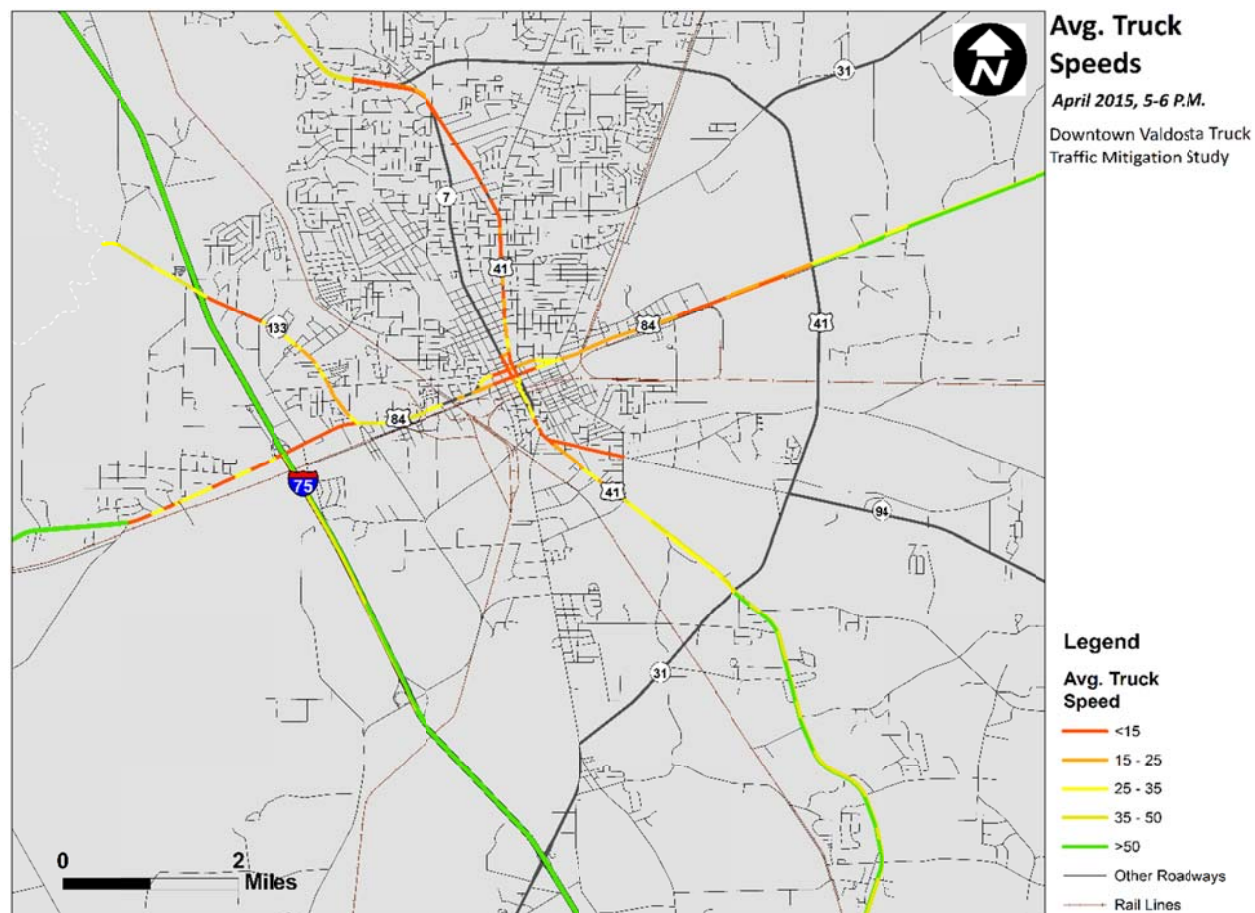 Avg. Truck
Speeds
April 2015, 5-6 P.M.
Downtown Valdosta Truck
Traffic Mitigation Study
N
31
7
41
133
84
41
84
75
41
94
31
Legend
Avg. Truck
Speed
<15
15 - 25
25 - 35
35 - 50
>50
Other Roadways
Rail Lines
0 2
Miles